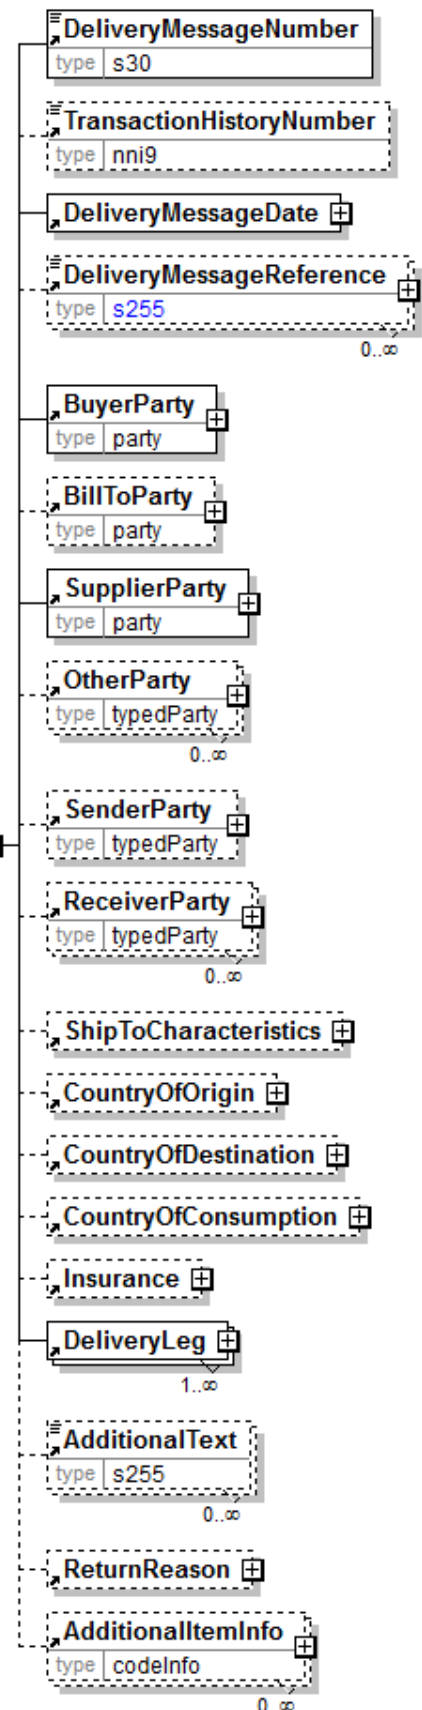 DeliveryMessageNumber
type s30
TransactionHistoryNumber
type nni9
DeliveryMessageDate
DeliveryMessageReference
type s255
0..∞
BuyerParty
type party
BillToParty
type party
SupplierParty
type party
OtherParty
type typedParty
0..∞
SenderParty
type typedParty
ReceiverParty
type typedParty
0..∞
ShipToCharacteristics
CountryOfOrigin
CountryOfDestination
CountryOfConsumption
Insurance
DeliveryLeg
1..∞
AdditionalText
type s255
0..∞
ReturnReason
AdditionalItemInfo
type codeInfo
0..∞